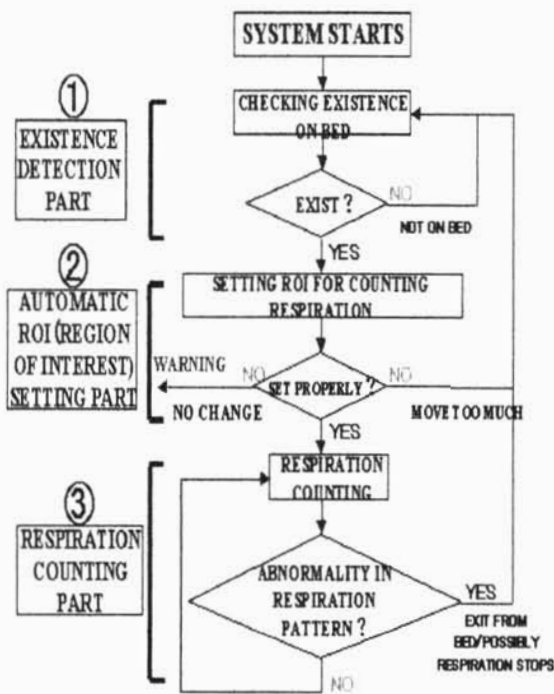 SYSTEM STARTS
①
EXISTENCE
DETECTION
PART
CHECKING EXISTENCE
ON BED
EXIST?
NO
NOT ON BED
YES
②
AUTOMATIC
ROI(REGION
OF INTEREST)
SETTING PART
SETTING ROI FOR COUNTING
RESPIRATION
WARNING
NO
SET PROPERLY?
NO
NO CHANGE
MOVE TOO MUCH
YES
③
RESPIRATION
COUNTING
PART
RESPIRATION
COUNTING
ABNORMALITY IN
RESPIRATION
PATTERN?
YES
EXIT FROM
BED/POSSIBLY
RESPIRATION STOPS
NO